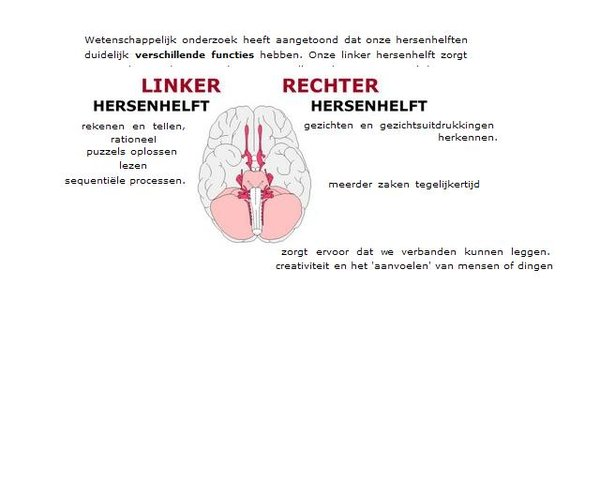 Wetenschappelijk onderzoek heeft aangetoond dat onze hersenhelften
duidelijk verschillende functies hebben. Onze linker hersenhelft zorgt
LINKER RECHTER
HERSENHELFT HERSENHELFT
rekenen en tellen,
rationeel
puzzels oplossen
lezen
sequentiële processen.
gezichten en gezichtsuitdrukkingen
herkennen.
meerder zaken tegelijkertijd
zorgt ervoor dat we verbanden kunnen leggen.
creativiteit en het 'aanvoelen' van mensen of dingen